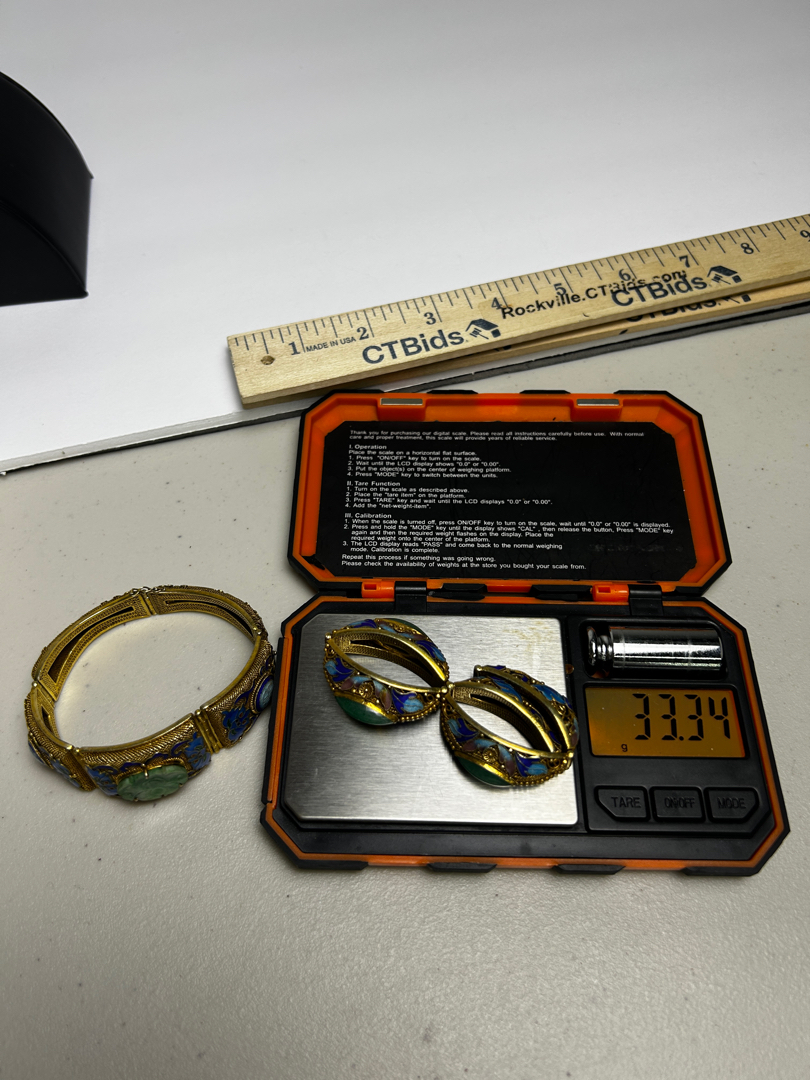 1 2 3 4 5 6 7 8 9
MADE IN USA
CTBids
Rockville.CTBids.com
CTBids
CTBids
Thank you for purchasing our digital scale. Please read all instructions carefully before use. With normal
care and proper treatment, this scale will provide years of reliable service.
I. Operation
Place the scale on a horizontal flat surface.
1. Press "ON/OFF" key to turn on the scale.
2. Wait until the LCD display shows "0.0" or "0.00".
3. Put the object(s) on the center of weighing platform.
4. Press "MODE" key to switch between the units.
II. Tare Function
1. Turn on the scale as described above.
2. Place the "tare item" on the platform.
3. Press "TARE" key and wait until the LCD displays "0.0" or "0.00".
4. Add the "net-weight-item".
III. Calibration
1. When the scale is turned off, press ON/OFF key to turn on the scale, wait until "0.0" or "0.00" is displayed.
2. Press and hold the "MODE" key until the display shows "CAL", then release the button, Press "MODE" key
again and then the required weight flashes on the display. Place the
required weight onto the center of the platform.
3. The LCD display reads "PASS" and come back to the normal weighing
mode. Calibration is complete.
Repeat this process if something was going wrong.
Please check the availability of weights at the store you bought your scale from.
33.34
g
TARE ON/OFF MODE